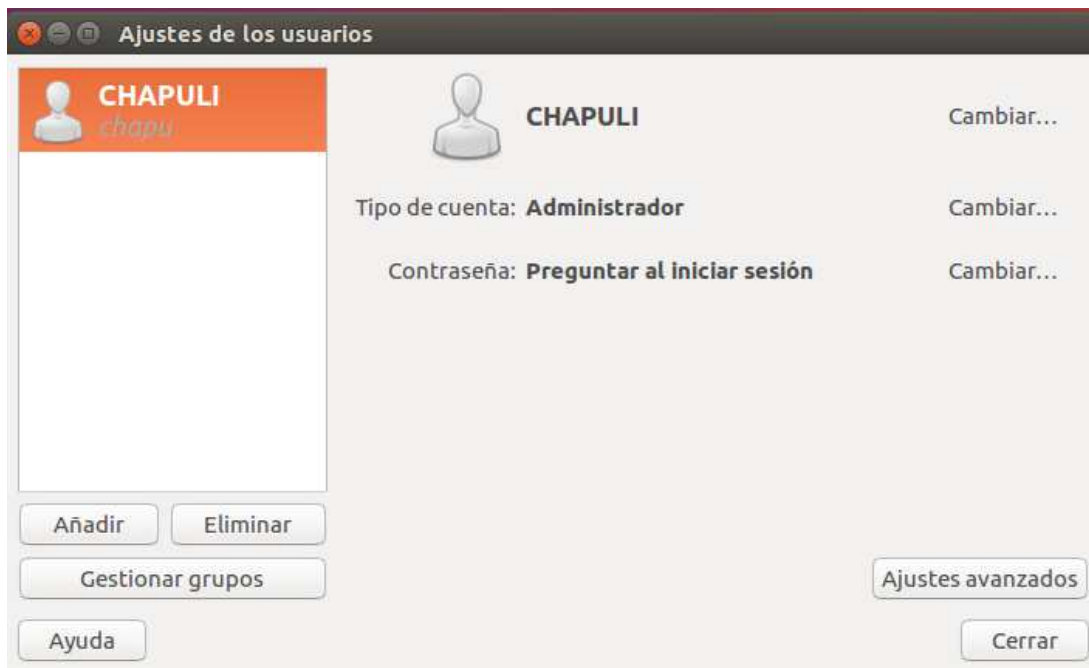 Ajustes de los usuarios
CHAPULI
chapu
CHAPULI Cambiar...
Tipo de cuenta: Administrador Cambiar...
Contraseña: Preguntar al iniciar sesión Cambiar...
Añadir Eliminar
Gestionar grupos Ajustes avanzados
Ayuda Cerrar